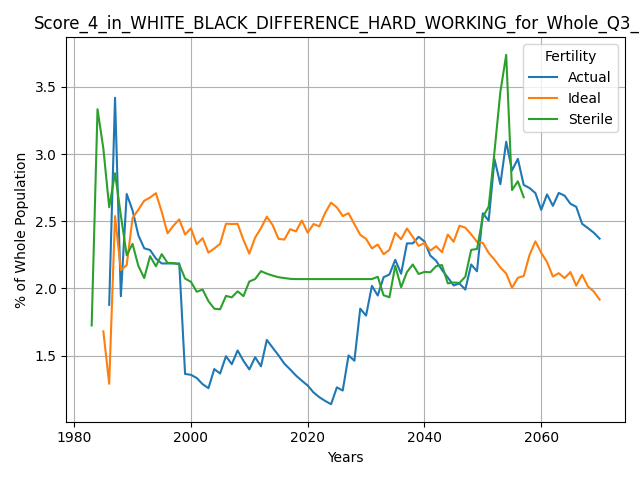 Score_4_in_WHITE_BLACK_DIFFERENCE_HARD_WORKING_for_Whole_Q3_
Fertility
Actual
Ideal
Sterile
3.5
3.0
2.5
2.0
1.5
% of Whole Population
1980
2000
2020
2040
2060
Years